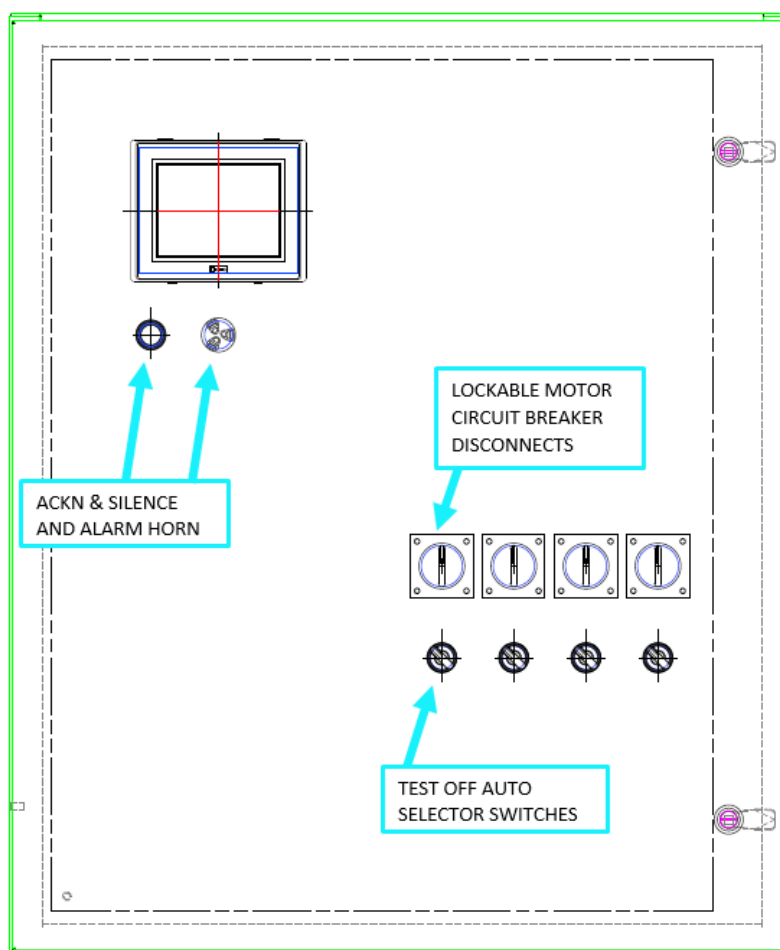 LOCKABLE MOTOR
CIRCUIT BREAKER
DISCONNECTS
ACKN & SILENCE
AND ALARM HORN
TEST OFF AUTO
SELECTOR SWITCHES